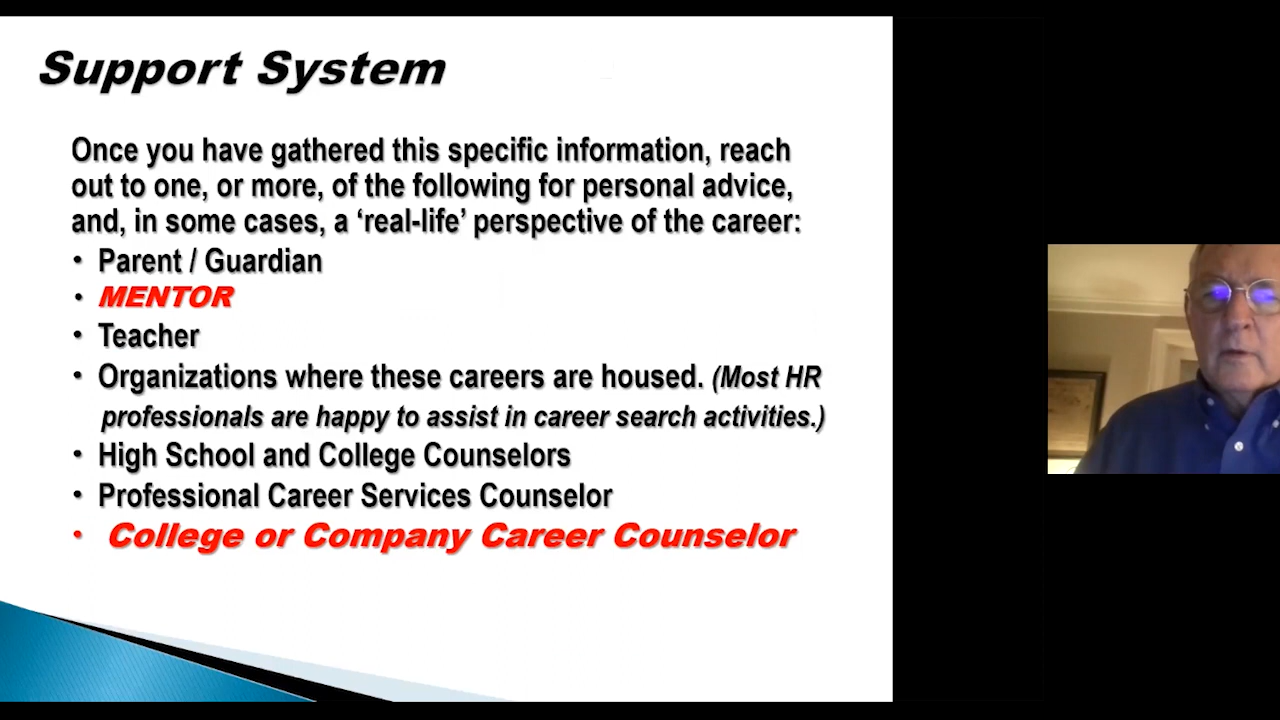 Support System
Once you have gathered this specific information, reach
out to one, or more, of the following for personal advice,
and, in some cases, a ‘real-life’ perspective of the career:
• Parent / Guardian
• MENTOR
• Teacher
• Organizations where these careers are housed. (Most HR
professionals are happy to assist in career search activities.)
• High School and College Counselors
• Professional Career Services Counselor
• College or Company Career Counselor